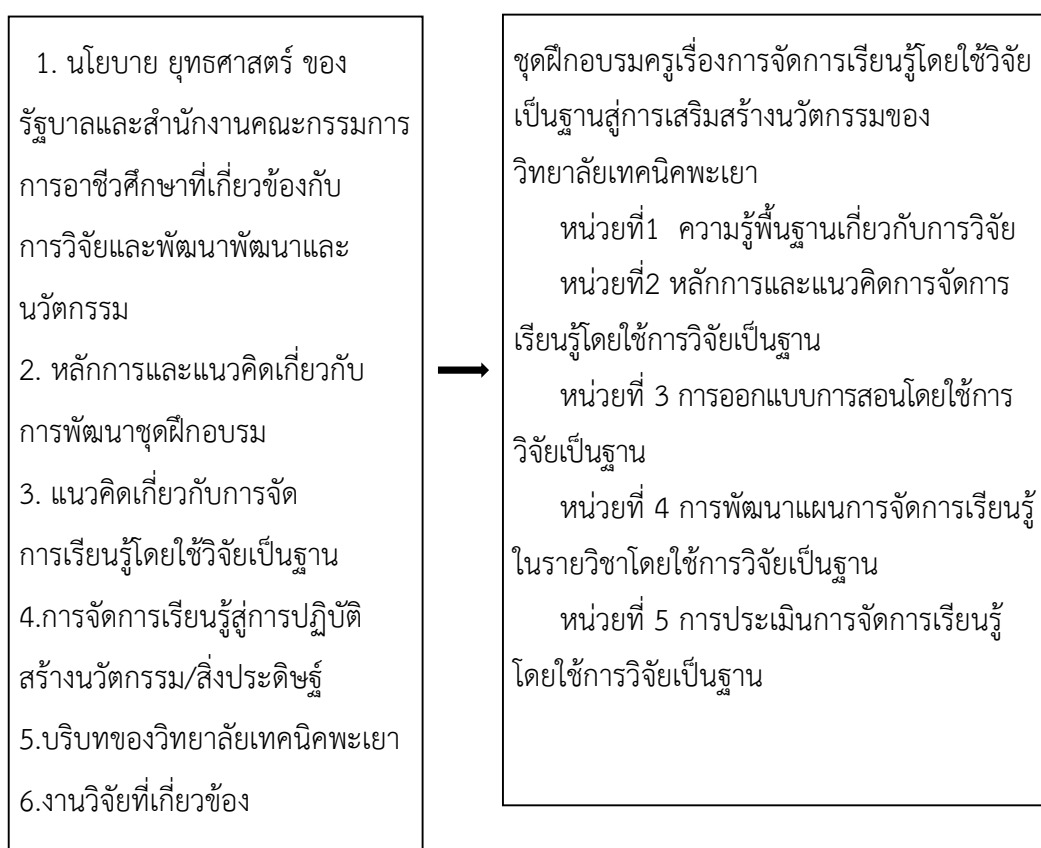 1. นโยบาย ยุทธศาสตร์ ของ
รัฐบาลและสำนักงานคณะกรรมการ
การอาชีวศึกษาที่เกี่ยวข้องกับ
การวิจัยและพัฒนาพัฒนาและ
นวัตกรรม
2. หลักการและแนวคิดเกี่ยวกับ
การพัฒนาชุดฝึกอบรม
3. แนวคิดเกี่ยวกับการจัด
การเรียนรู้โดยใช้วิจัยเป็นฐาน
4.การจัดการเรียนรู้สู่การปฏิบัติ
สร้างนวัตกรรม/สิ่งประดิษฐ์
5.บริบทของวิทยาลัยเทคนิคพะเยา
6.งานวิจัยที่เกี่ยวข้อง
ชุดฝึกอบรมครูเรื่องการจัดการเรียนรู้โดยใช้วิจัย
เป็นฐานสู่การเสริมสร้างนวัตกรรมของ
วิทยาลัยเทคนิคพะเยา
หน่วยที่1 ความรู้พื้นฐานเกี่ยวกับการวิจัย
หน่วยที่2 หลักการและแนวคิดการจัดการ
เรียนรู้โดยใช้การวิจัยเป็นฐาน
หน่วยที่ 3 การออกแบบการสอนโดยใช้การ
วิจัยเป็นฐาน
หน่วยที่ 4 การพัฒนาแผนการจัดการเรียนรู้
ในรายวิชาโดยใช้การวิจัยเป็นฐาน
หน่วยที่ 5 การประเมินการจัดการเรียนรู้
โดยใช้การวิจัยเป็นฐาน